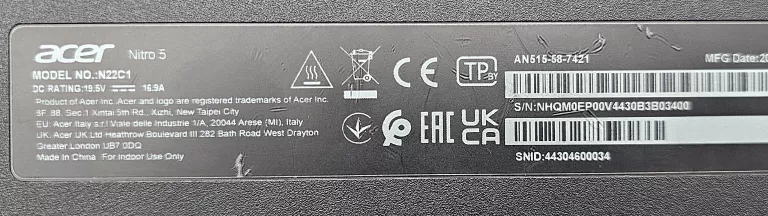 acer Nitro 5
MODEL NO.:N22C1
DC RATING:19.5V 16.9A
Product of Acer Inc. Acer and logo are registered trademarks of Acer Inc.
8F, 88, Sec.1 Xintai 5th Rd., Xizhi, New Taipei City
EU: Acer Italy s.r.l Viale delle Industrie 1/A, 20044 Arese (MI), Italy
UK: Acer UK Ltd Heathrow Boulevard III 282 Bath Road West Drayton
Greater London UB7 0DQ
Made in China For Indoor Use Only
CE
TP BY
EAC
UK CA
AN515-58-7421 MFG Date:20
S/N:NHQM0EP00V4430B3B03400
SNID:44304600034